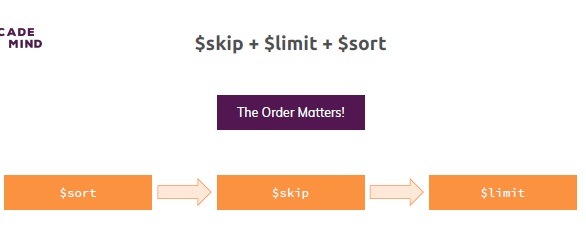 CADE
MIND
$skip + $limit + $sort
The Order Matters!
$sort
$skip
$limit